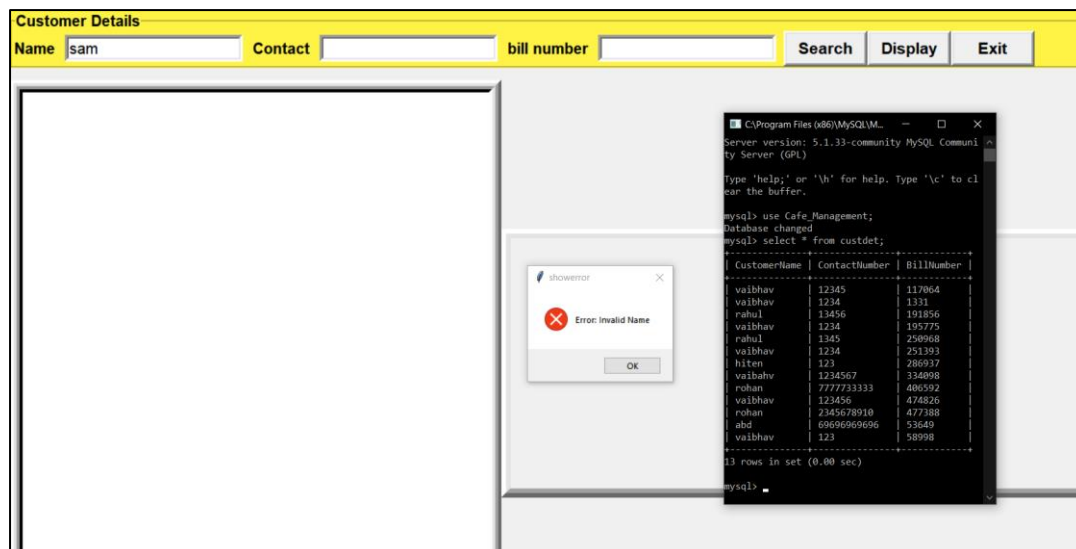 Customer Details
Name sam Contact bill number Search Display Exit
C:\Program Files (x86)\MySQL\M...
Server version: 5.1.33-community MySQL Communi
ty Server (GPL)
Type 'help;' or '\h' for help. Type '\c' to cl
ear the buffer.
mysql> use Cafe_Management;
Database changed
mysql> select * from custdet;
+--------------+---------------+------------+
| CustomerName | ContactNumber | BillNumber |
+--------------+---------------+------------+
| vaibhav | 12345 | 117064 |
| vaibhav | 1234 | 1331 |
| rahul | 13456 | 191856 |
| vaibhav | 1234 | 195775 |
| rahul | 1345 | 250968 |
| vaibhav | 1234 | 251393 |
| hiten | 123 | 286937 |
| vaibahv | 1234567 | 334098 |
| rohan | 7777733333 | 406592 |
| vaibhav | 123456 | 474826 |
| rohan | 2345678910 | 477388 |
| abd | 69696969696 | 53649 |
| vaibhav | 123 | 58998 |
+--------------+---------------+------------+
13 rows in set (0.00 sec)
mysql>
showerror
Error: Invalid Name
OK